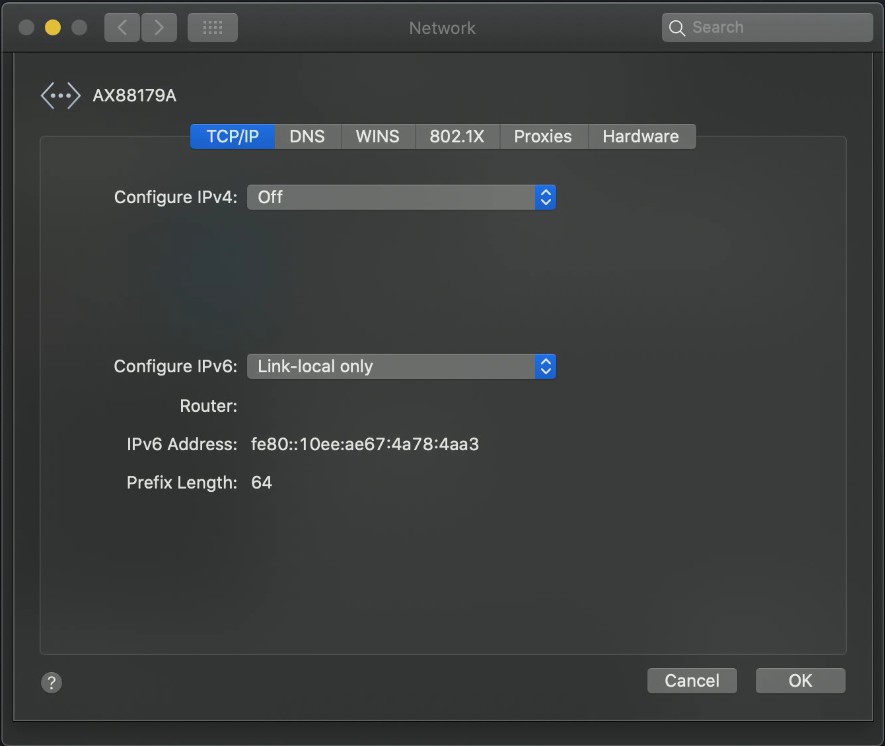 Network
Search
AX88179A
TCP/IP DNS WINS 802.1X Proxies Hardware
Configure IPv4: Off
Configure IPv6: Link-local only
Router:
IPv6 Address: fe80::10ee:ae67:4a78:4aa3
Prefix Length: 64
?
Cancel OK